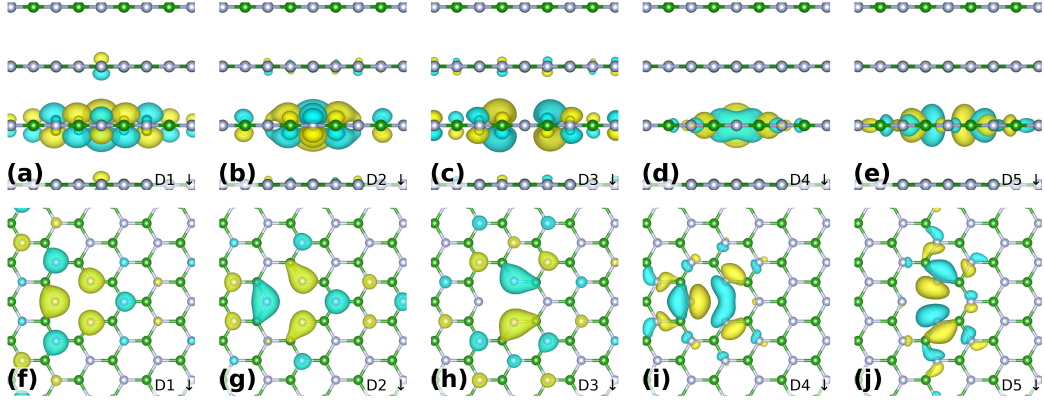 (a) D1 ↓
(b) D2 ↓
(c) D3 ↓
(d) D4 ↓
(e) D5 ↓
(f) D1 ↓
(g) D2 ↓
(h) D3 ↓
(i) D4 ↓
(j) D5 ↓